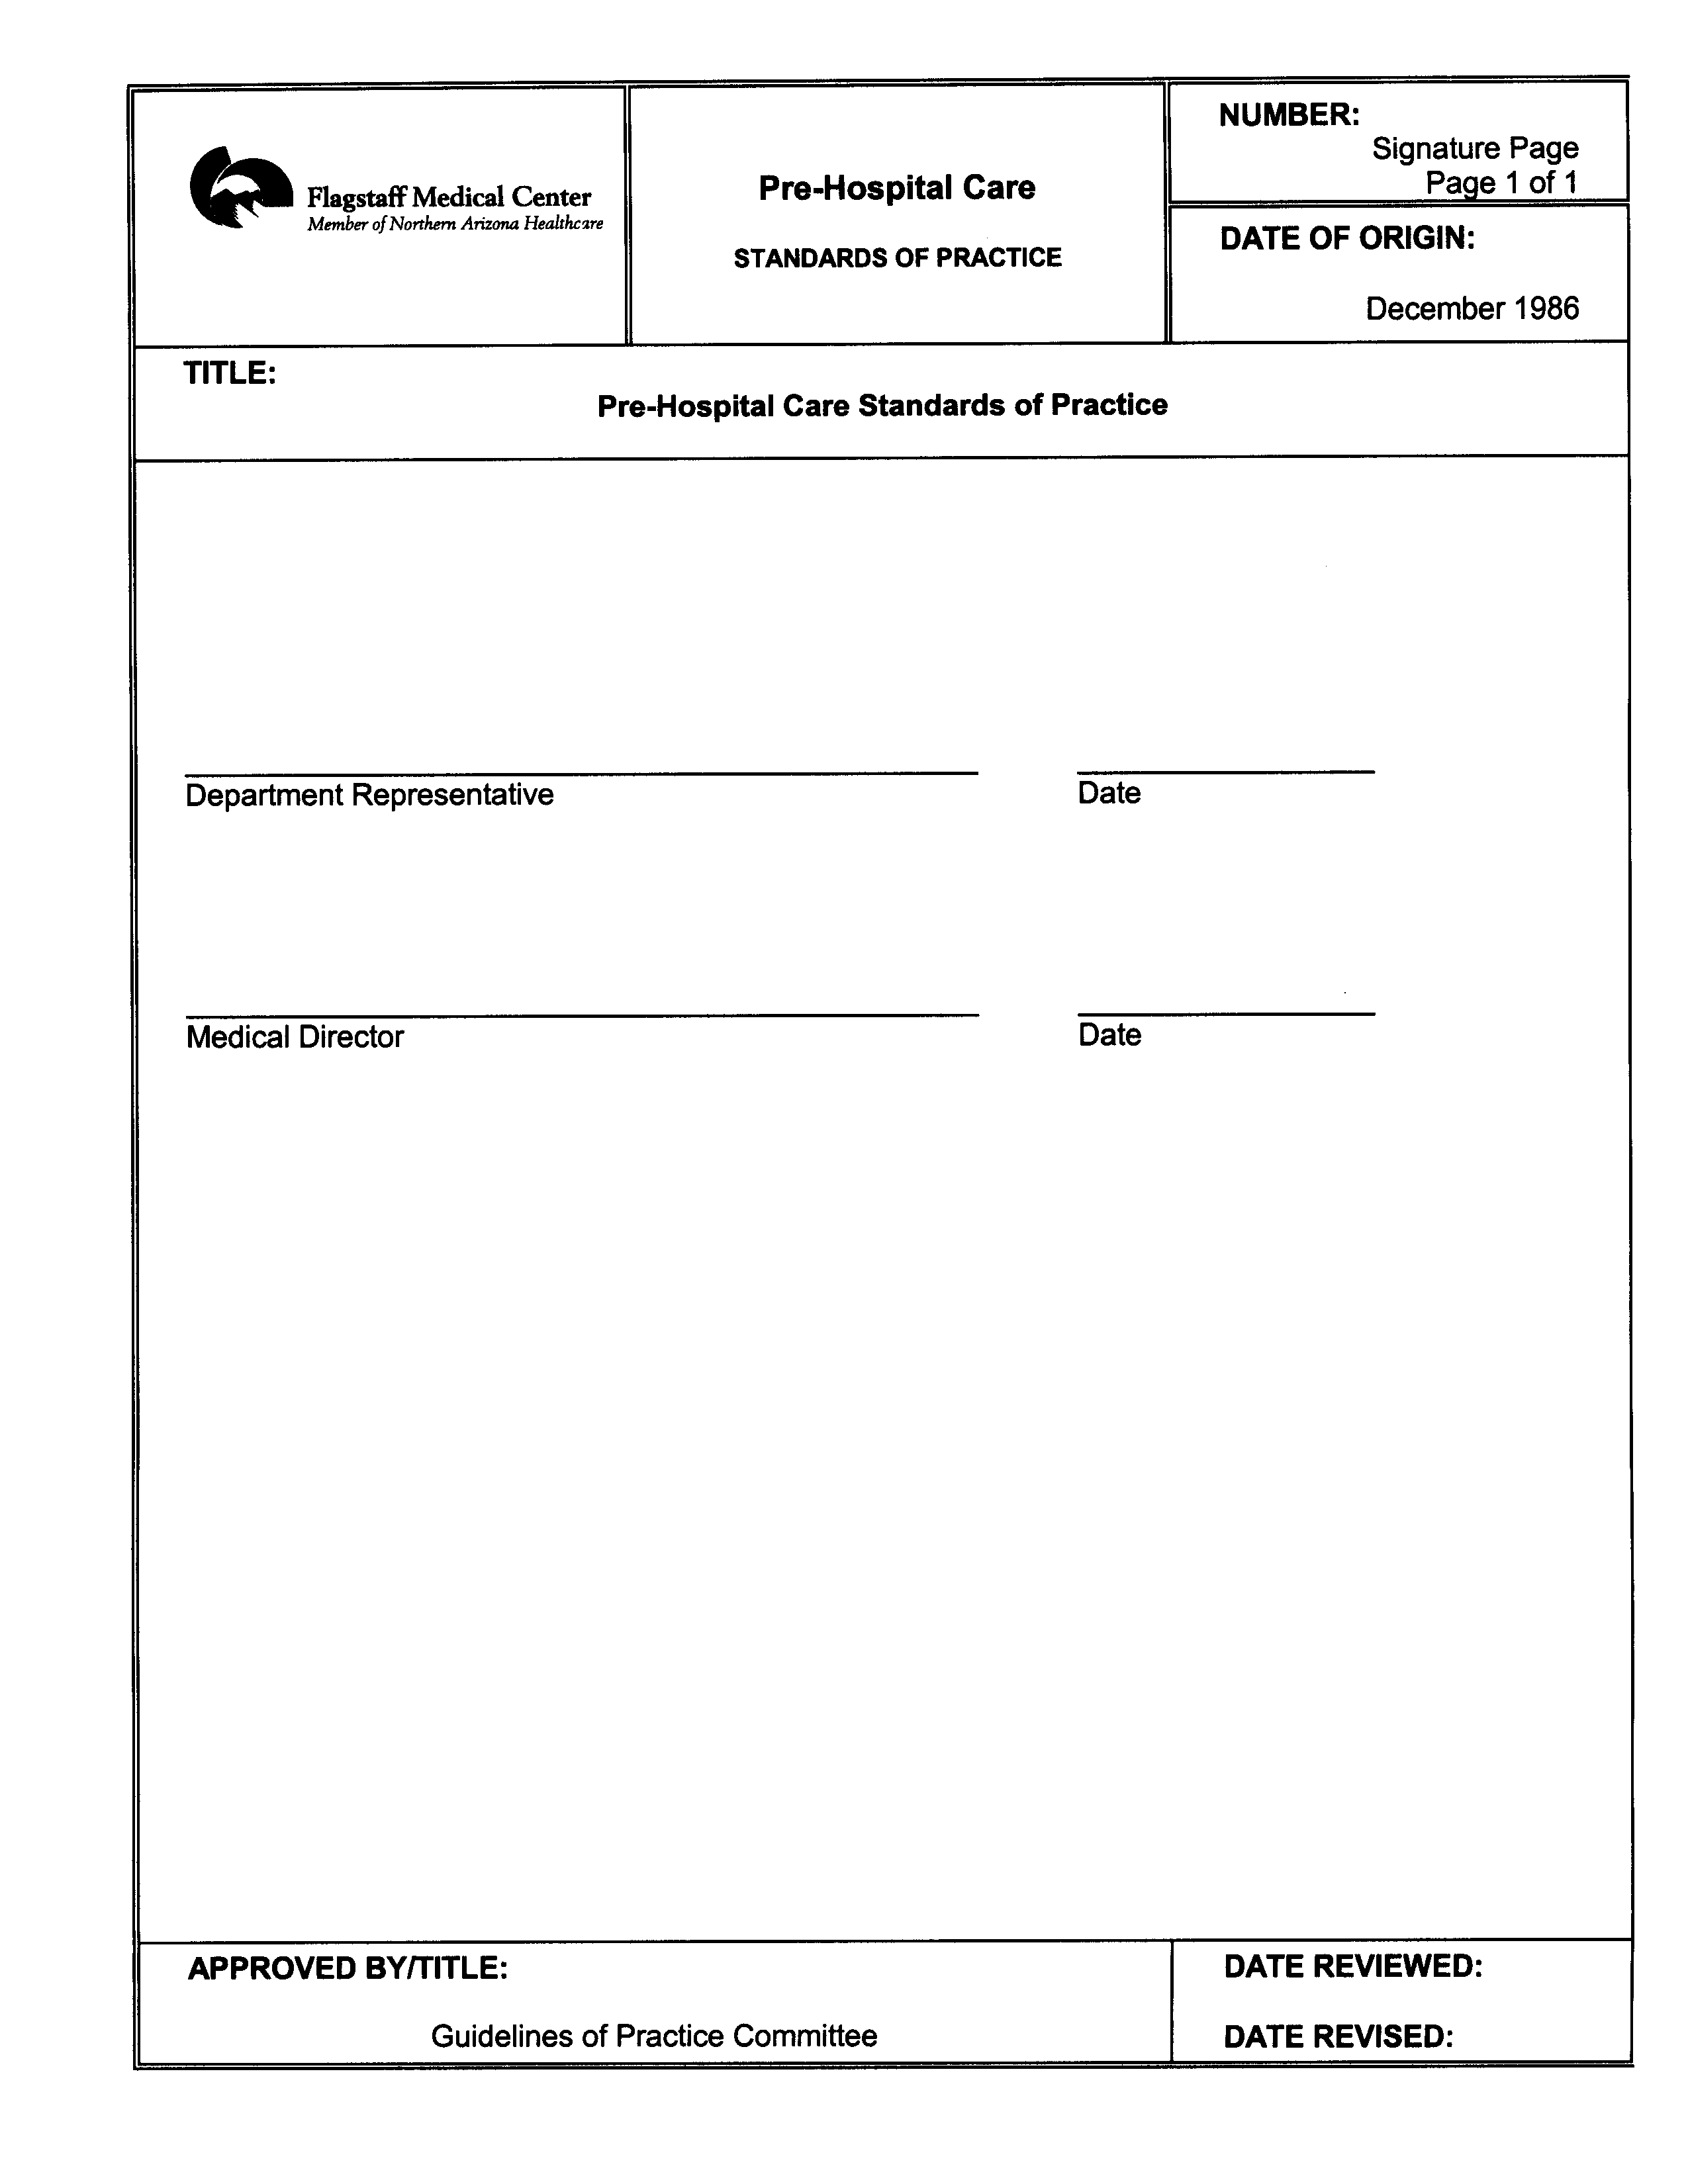 Flagstaff Medical Center
Member of Northern Arizona Healthcare
Pre-Hospital Care
STANDARDS OF PRACTICE
NUMBER:
Signature Page
Page 1 of 1
DATE OF ORIGIN:
December 1986
TITLE:
Pre-Hospital Care Standards of Practice
Department Representative
Date
Medical Director
Date
APPROVED BY/TITLE:
Guidelines of Practice Committee
DATE REVIEWED:
DATE REVISED: